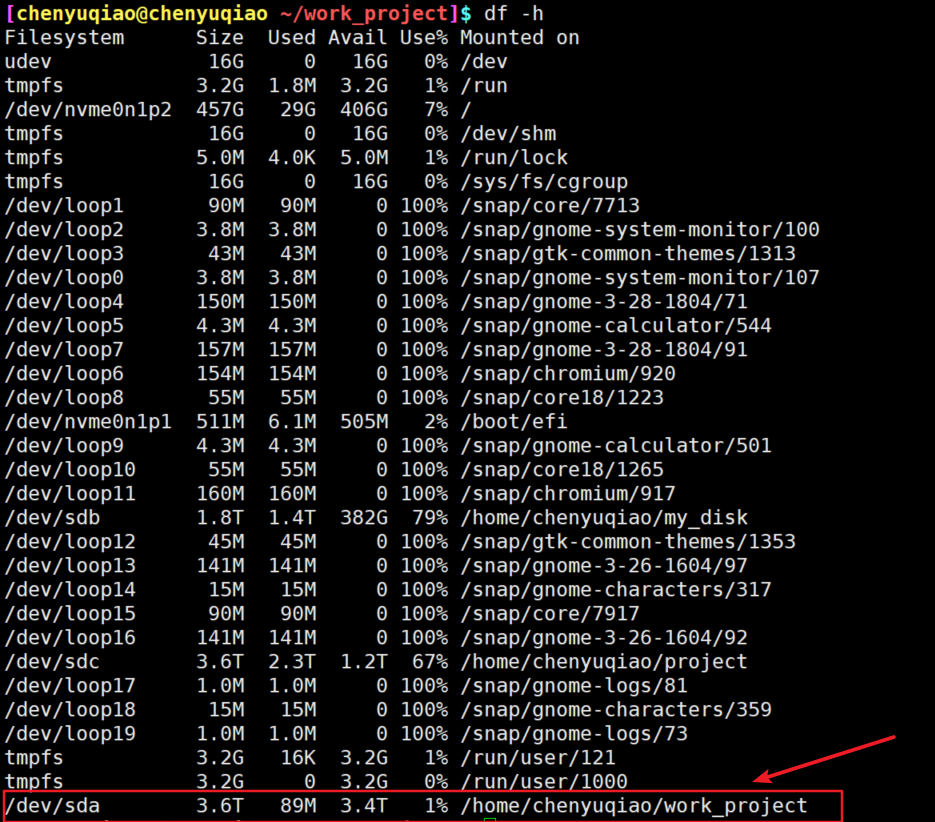 [chenyuqiao@chenyuqiao ~/work_project]$ df -h
Filesystem      Size  Used Avail Use% Mounted on
udev             16G     0   16G   0% /dev
tmpfs           3.2G  1.8M  3.2G   1% /run
/dev/nvme0n1p2  457G   29G  406G   7% /
tmpfs            16G     0   16G   0% /dev/shm
tmpfs           5.0M  4.0K  5.0M   1% /run/lock
tmpfs            16G     0   16G   0% /sys/fs/cgroup
/dev/loop1       90M   90M     0 100% /snap/core/7713
/dev/loop2      3.8M  3.8M     0 100% /snap/gnome-system-monitor/100
/dev/loop3       43M   43M     0 100% /snap/gtk-common-themes/1313
/dev/loop0      3.8M  3.8M     0 100% /snap/gnome-system-monitor/107
/dev/loop4      150M  150M     0 100% /snap/gnome-3-28-1804/71
/dev/loop5      4.3M  4.3M     0 100% /snap/gnome-calculator/544
/dev/loop7      157M  157M     0 100% /snap/gnome-3-28-1804/91
/dev/loop6      154M  154M     0 100% /snap/chromium/920
/dev/loop8       55M   55M     0 100% /snap/core18/1223
/dev/nvme0n1p1  511M  6.1M  505M   2% /boot/efi
/dev/loop9      4.3M  4.3M     0 100% /snap/gnome-calculator/501
/dev/loop10      55M   55M     0 100% /snap/core18/1265
/dev/loop11     160M  160M     0 100% /snap/chromium/917
/dev/sdb        1.8T  1.4T  382G  79% /home/chenyuqiao/my_disk
/dev/loop12      45M   45M     0 100% /snap/gtk-common-themes/1353
/dev/loop13     141M  141M     0 100% /snap/gnome-3-26-1604/97
/dev/loop14      15M   15M     0 100% /snap/gnome-characters/317
/dev/loop15      90M   90M     0 100% /snap/core/7917
/dev/loop16     141M  141M     0 100% /snap/gnome-3-26-1604/92
/dev/sdc        3.6T  2.3T  1.2T  67% /home/chenyuqiao/project
/dev/loop17     1.0M  1.0M     0 100% /snap/gnome-logs/81
/dev/loop18      15M   15M     0 100% /snap/gnome-characters/359
/dev/loop19     1.0M  1.0M     0 100% /snap/gnome-logs/73
tmpfs           3.2G   16K  3.2G   1% /run/user/121
tmpfs           3.2G     0  3.2G   0% /run/user/1000
/dev/sda        3.6T   89M  3.4T   1% /home/chenyuqiao/work_project